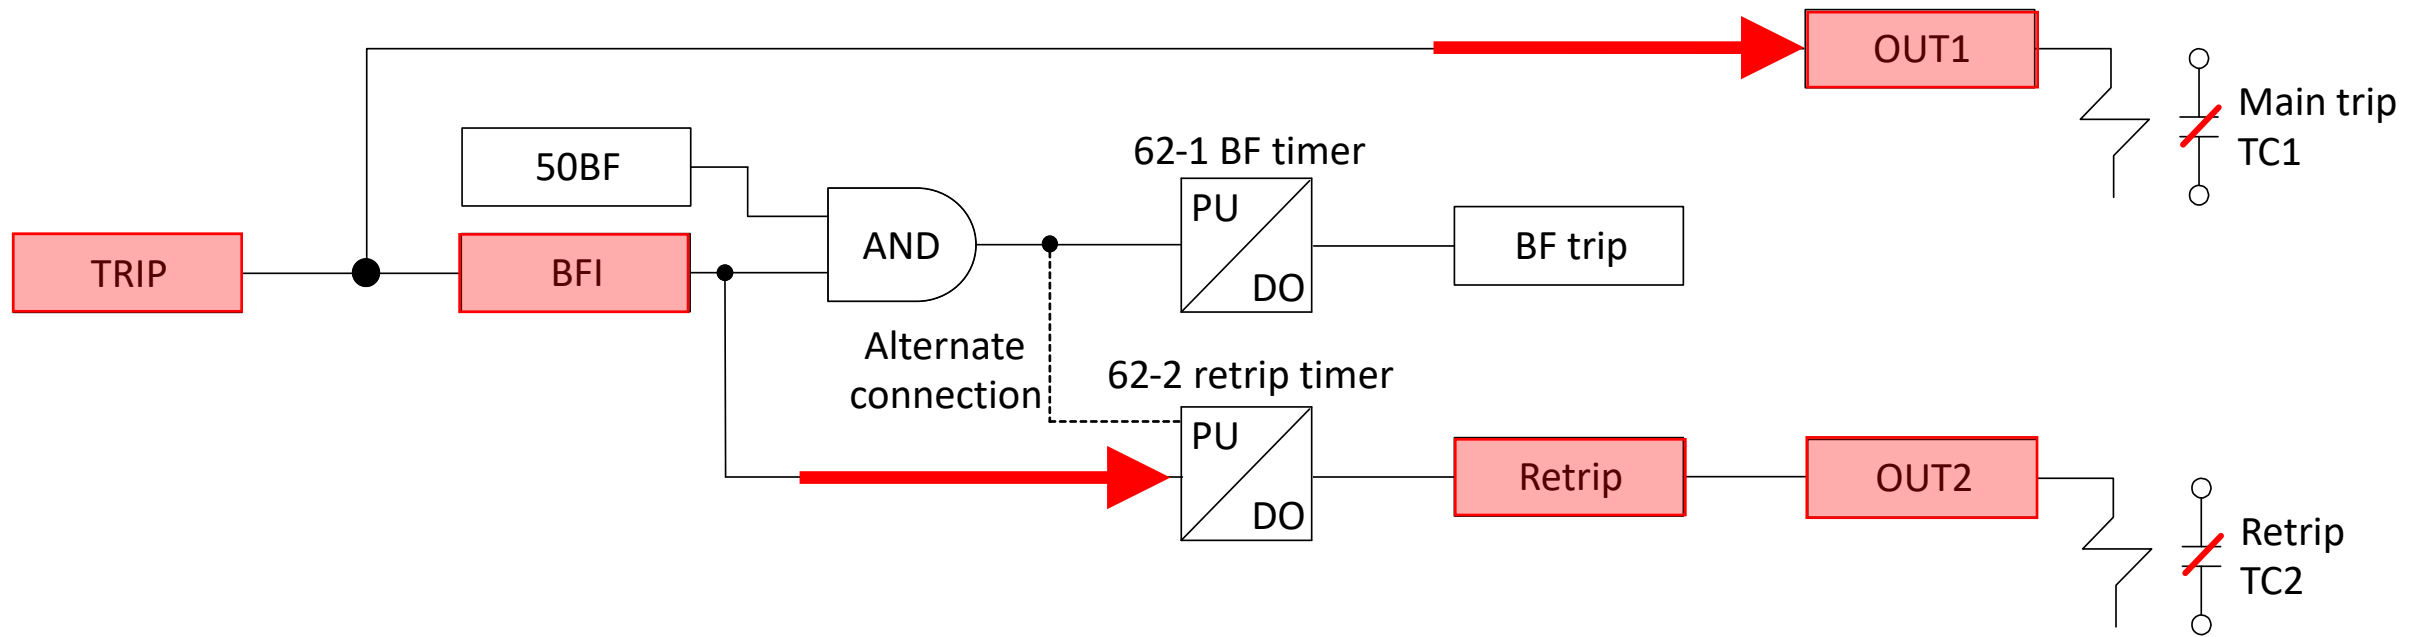 OUT1
Main trip
TC1
62-1 BF timer
50BF
PU
AND
BF trip
TRIP
BFI
DO
Alternate
connection
62-2 retrip timer
PU
Retrip
OUT2
DO
Retrip
TC2